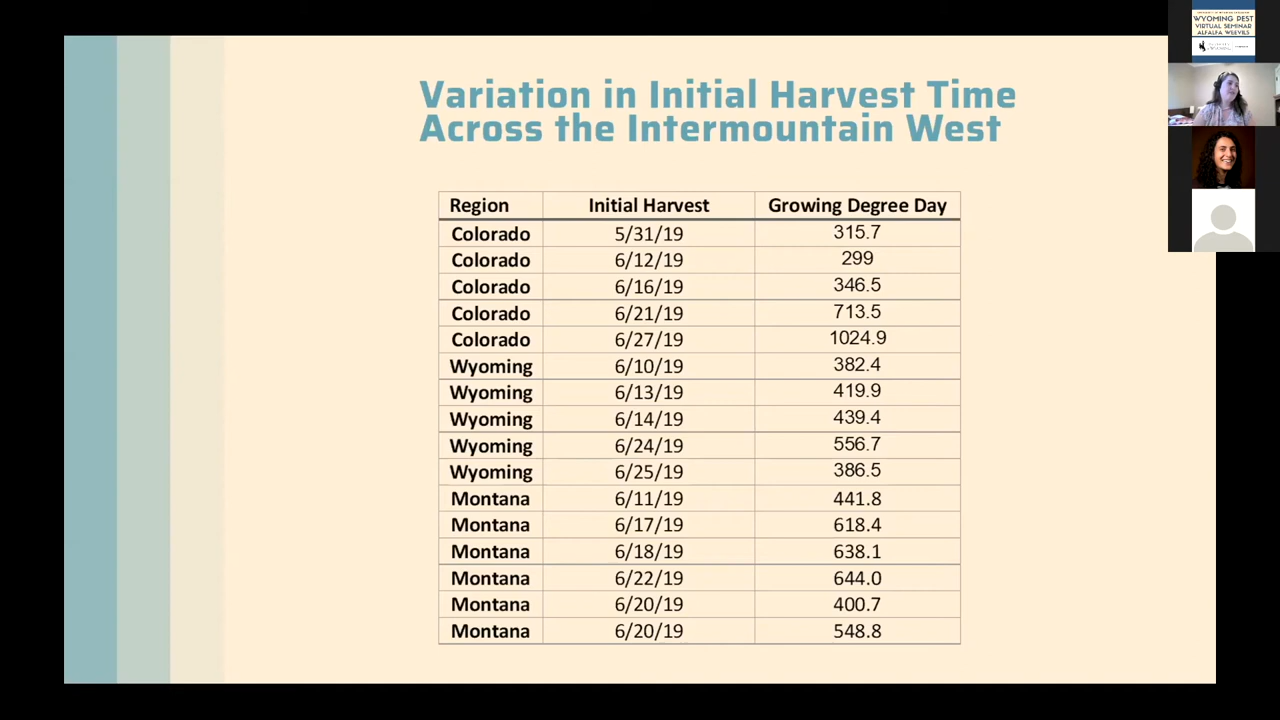 WYOMING PEST
VIRTUAL SEMINAR
ALFALFA WEEVILS
Variation in Initial Harvest Time
Across the Intermountain West
Region Initial Harvest Growing Degree Day
Colorado 5/31/19 315.7
Colorado 6/12/19 299
Colorado 6/16/19 346.5
Colorado 6/21/19 713.5
Colorado 6/27/19 1024.9
Wyoming 6/10/19 382.4
Wyoming 6/13/19 419.9
Wyoming 6/14/19 439.4
Wyoming 6/24/19 556.7
Wyoming 6/25/19 386.5
Montana 6/11/19 441.8
Montana 6/17/19 618.4
Montana 6/18/19 638.1
Montana 6/22/19 644.0
Montana 6/20/19 400.7
Montana 6/20/19 548.8